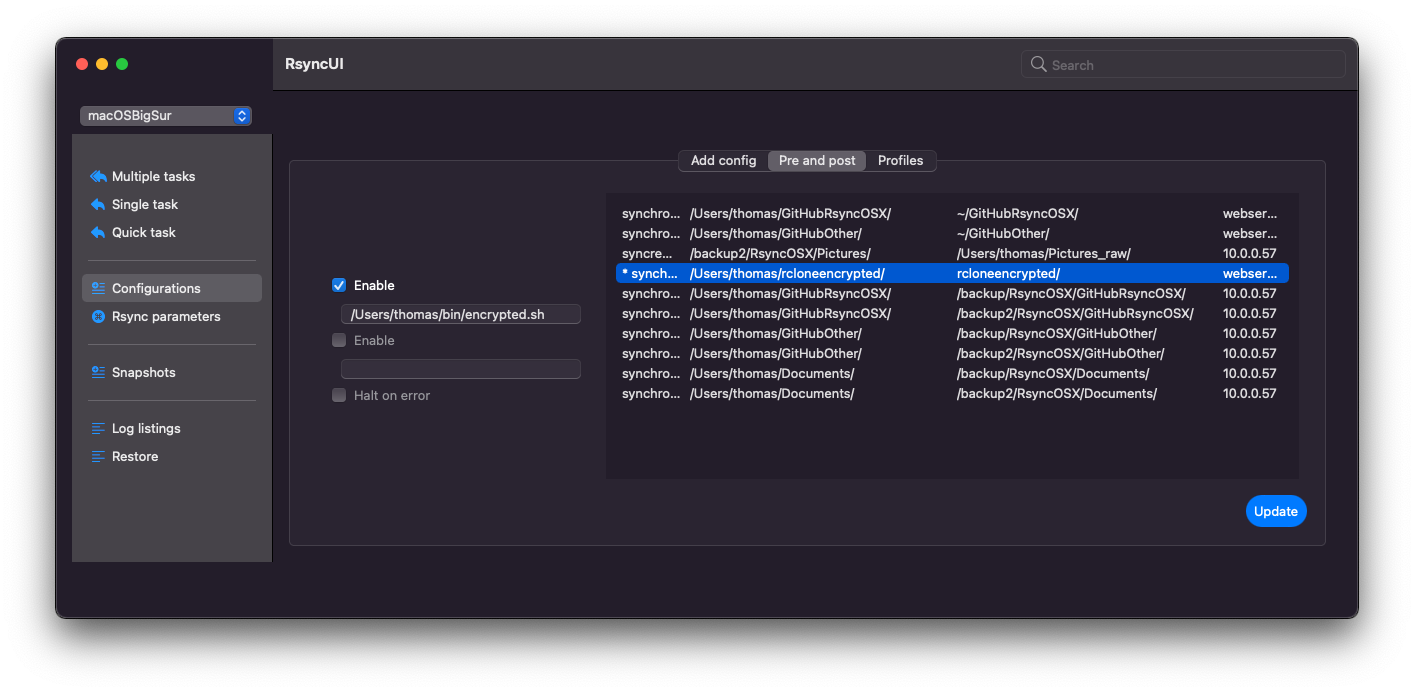 RsyncUI
Search
macOSBigSur
Multiple tasks
Single task
Quick task
Configurations
Rsync parameters
Snapshots
Log listings
Restore
Add config Pre and post Profiles
Enable
/Users/thomas/bin/encrypted.sh
Enable
Halt on error
synchro... /Users/thomas/GitHubRsyncOSX/ ~/GitHubRsyncOSX/ webser...
synchro... /Users/thomas/GitHubOther/ ~/GitHubOther/ webser...
syncre... /backup2/RsyncOSX/Pictures/ /Users/thomas/Pictures_raw/ 10.0.0.57
* synch... /Users/thomas/rcloneencrypted/ rcloneencrypted/ webser...
synchro... /Users/thomas/GitHubRsyncOSX/ /backup/RsyncOSX/GitHubRsyncOSX/ 10.0.0.57
synchro... /Users/thomas/GitHubRsyncOSX/ /backup2/RsyncOSX/GitHubRsyncOSX/ 10.0.0.57
synchro... /Users/thomas/GitHubOther/ /backup/RsyncOSX/GitHubOther/ 10.0.0.57
synchro... /Users/thomas/GitHubOther/ /backup2/RsyncOSX/GitHubOther/ 10.0.0.57
synchro... /Users/thomas/Documents/ /backup/RsyncOSX/Documents/ 10.0.0.57
synchro... /Users/thomas/Documents/ /backup2/RsyncOSX/Documents/ 10.0.0.57
Update